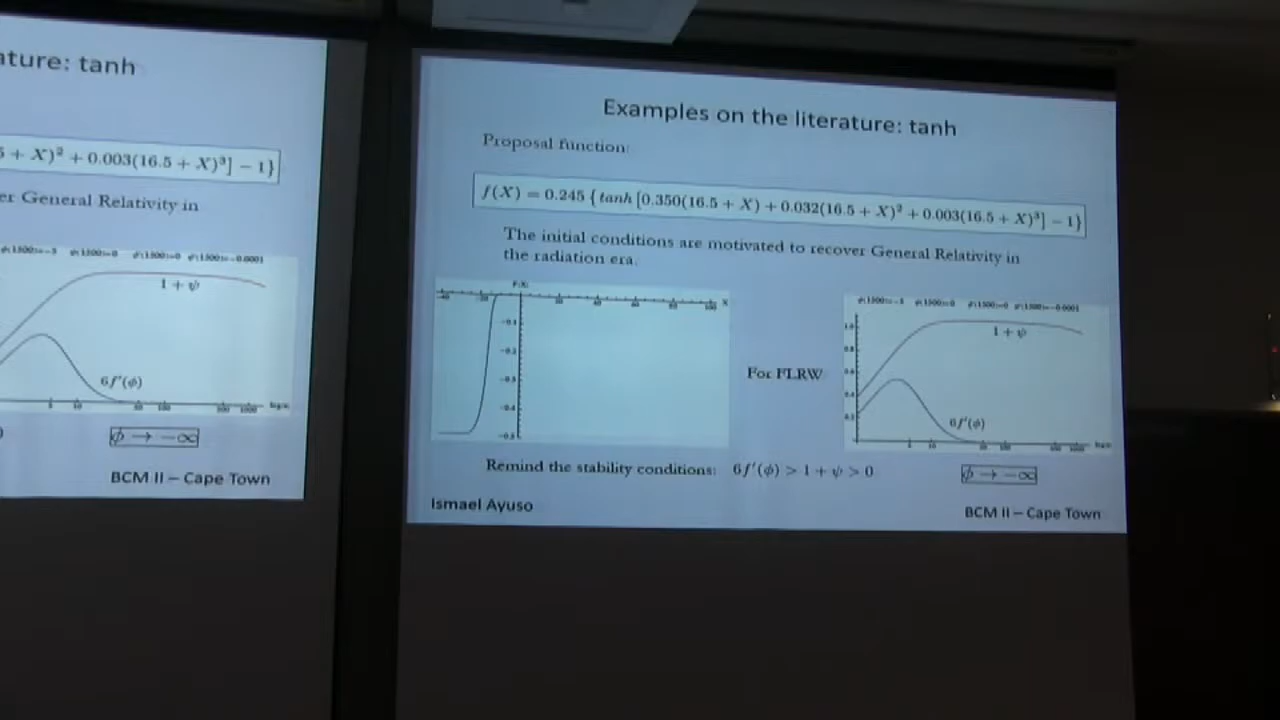 ature: tanh
5 + X)² + 0.003(16.5 + X)³] − 1}
er General Relativity in
1 + ψ
6f′(ϕ)
ϕ → −∞
BCM II – Cape Town
Examples on the literature: tanh
Proposal function:
f(X) = 0.245 { tanh [0.350(16.5 + X) + 0.032(16.5 + X)² + 0.003(16.5 + X)³] − 1}
The initial conditions are motivated to recover General Relativity in
the radiation era.
For FLRW
1 + ψ
6f′(ϕ)
Remind the stability conditions: 6f′(ϕ) > 1 + ψ > 0
ϕ → −∞
Ismael Ayuso
BCM II – Cape Town